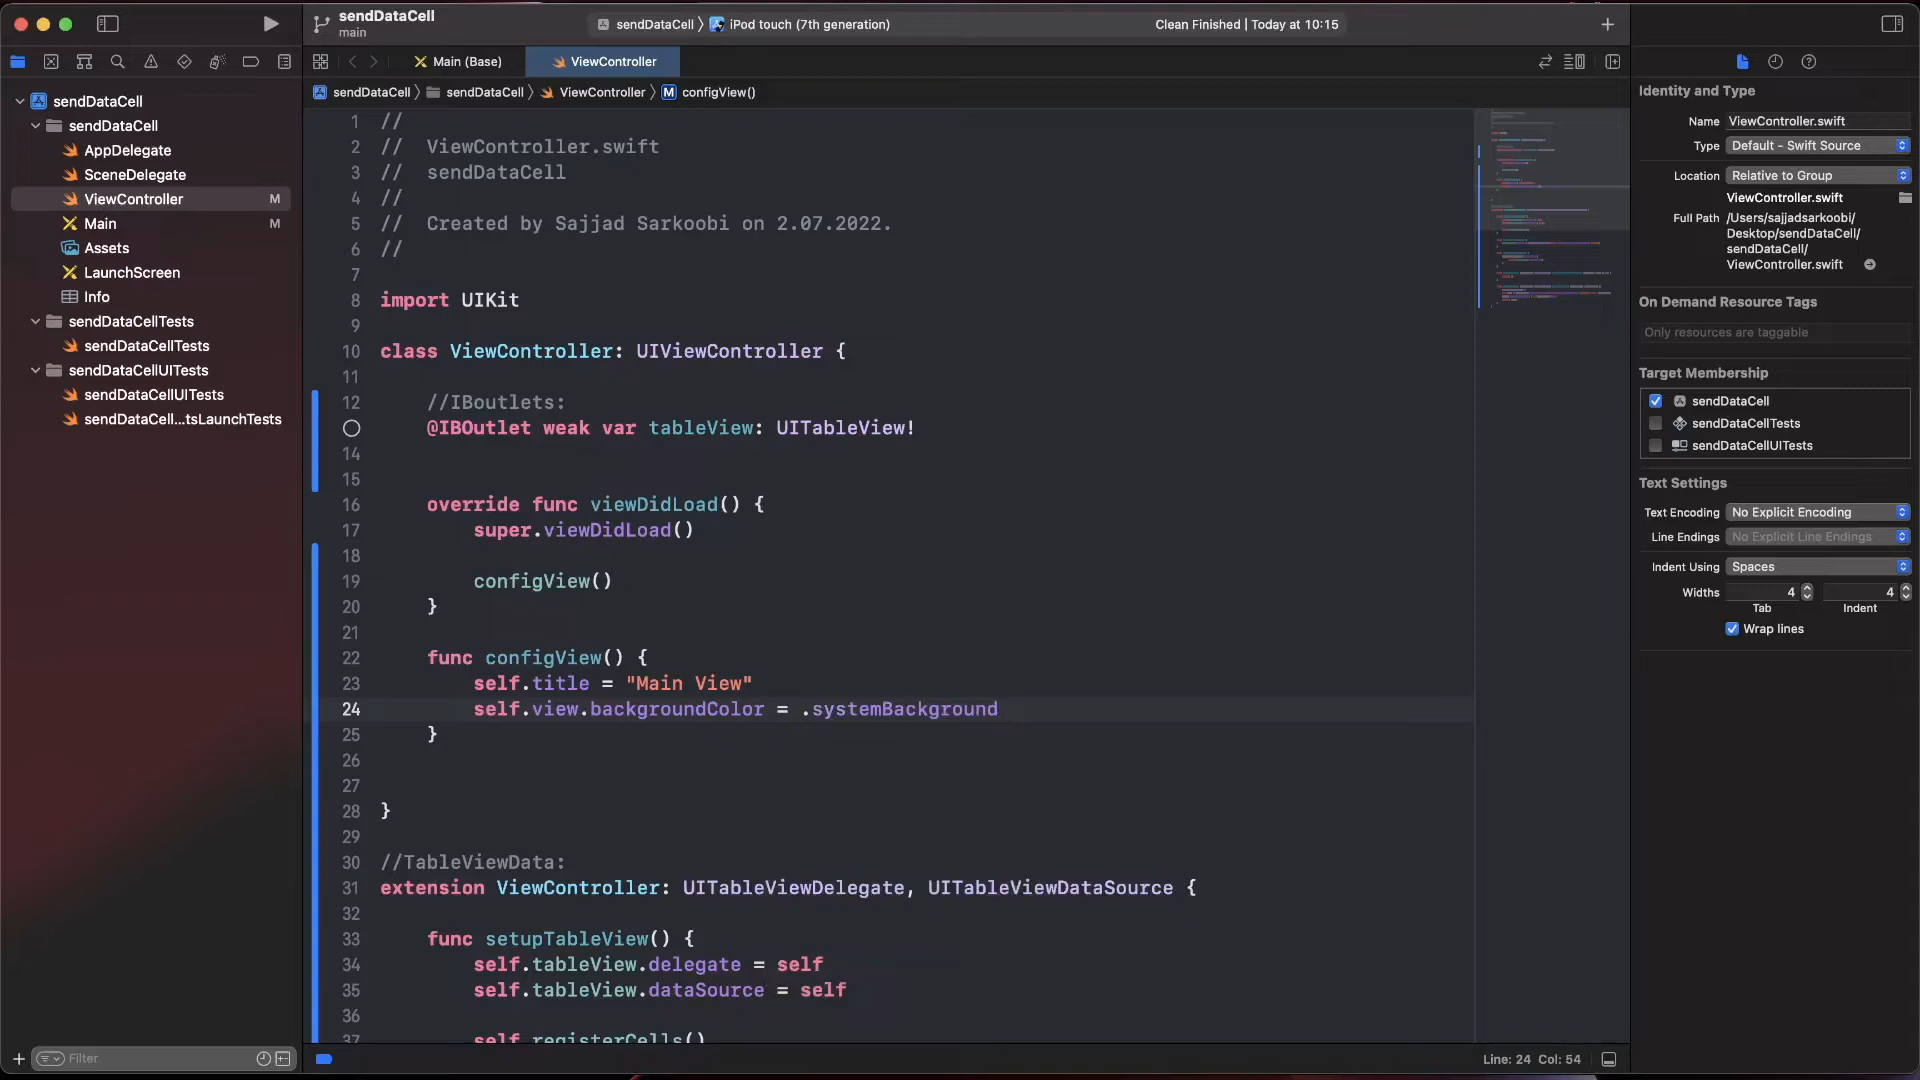 sendDataCell
main
sendDataCell
iPod touch (7th generation)
Clean Finished | Today at 10:15
Main (Base)
ViewController
sendDataCell
sendDataCell
ViewController
M
configView()
sendDataCell
sendDataCell
AppDelegate
SceneDelegate
ViewController
M
Main
M
Assets
LaunchScreen
Info
sendDataCellTests
sendDataCellTests
sendDataCellUITests
sendDataCellUITests
sendDataCell...tsLaunchTests
Filter
1 //
2 //  ViewController.swift
3 //  sendDataCell
4 //
5 //  Created by Sajjad Sarkoobi on 2.07.2022.
6 //
7
8 import UIKit
9
10 class ViewController: UIViewController {
11
12     //IBoutlets:
@IBOutlet weak var tableView: UITableView!
14
15
16     override func viewDidLoad() {
17         super.viewDidLoad()
18
19         configView()
20     }
21
22     func configView() {
23         self.title = "Main View"
24         self.view.backgroundColor = .systemBackground
25     }
26
27
28 }
29
30 //TableViewData:
31 extension ViewController: UITableViewDelegate, UITableViewDataSource {
32
33     func setupTableView() {
34         self.tableView.delegate = self
35         self.tableView.dataSource = self
36
37         self.registerCells()
Line: 24 Col: 54
Identity and Type
Name ViewController.swift
Type Default - Swift Source
Location Relative to Group
ViewController.swift
Full Path /Users/sajjadsarkoobi/
Desktop/sendDataCell/
sendDataCell/
ViewController.swift
On Demand Resource Tags
Only resources are taggable
Target Membership
sendDataCell
sendDataCellTests
sendDataCellUITests
Text Settings
Text Encoding No Explicit Encoding
Line Endings No Explicit Line Endings
Indent Using Spaces
Widths 4 4
Tab Indent
Wrap lines